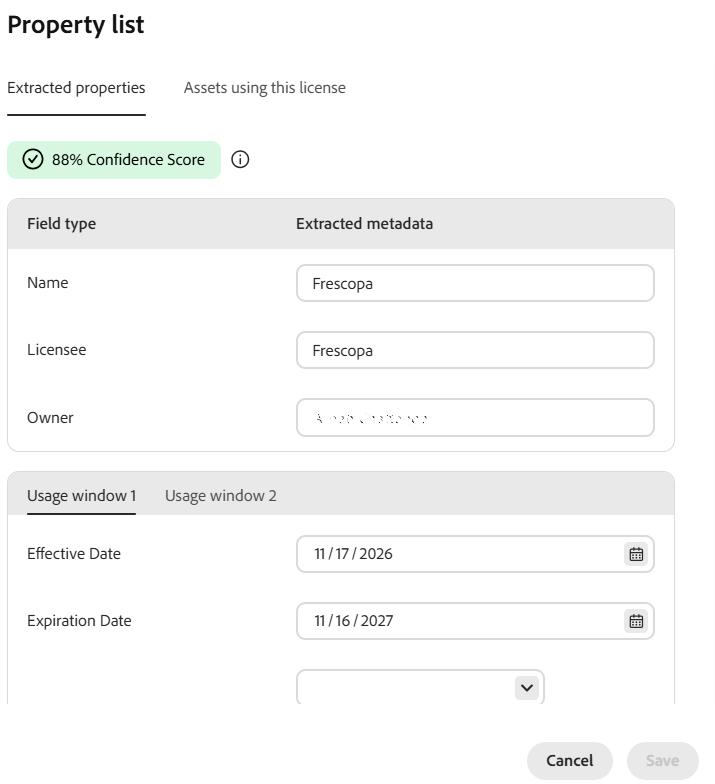 Property list
Extracted properties Assets using this license
88% Confidence Score
Field type Extracted metadata
Name Frescopa
Licensee Frescopa
Owner
Usage window 1 Usage window 2
Effective Date 11 / 17 / 2026
Expiration Date 11 / 16 / 2027
Cancel Save